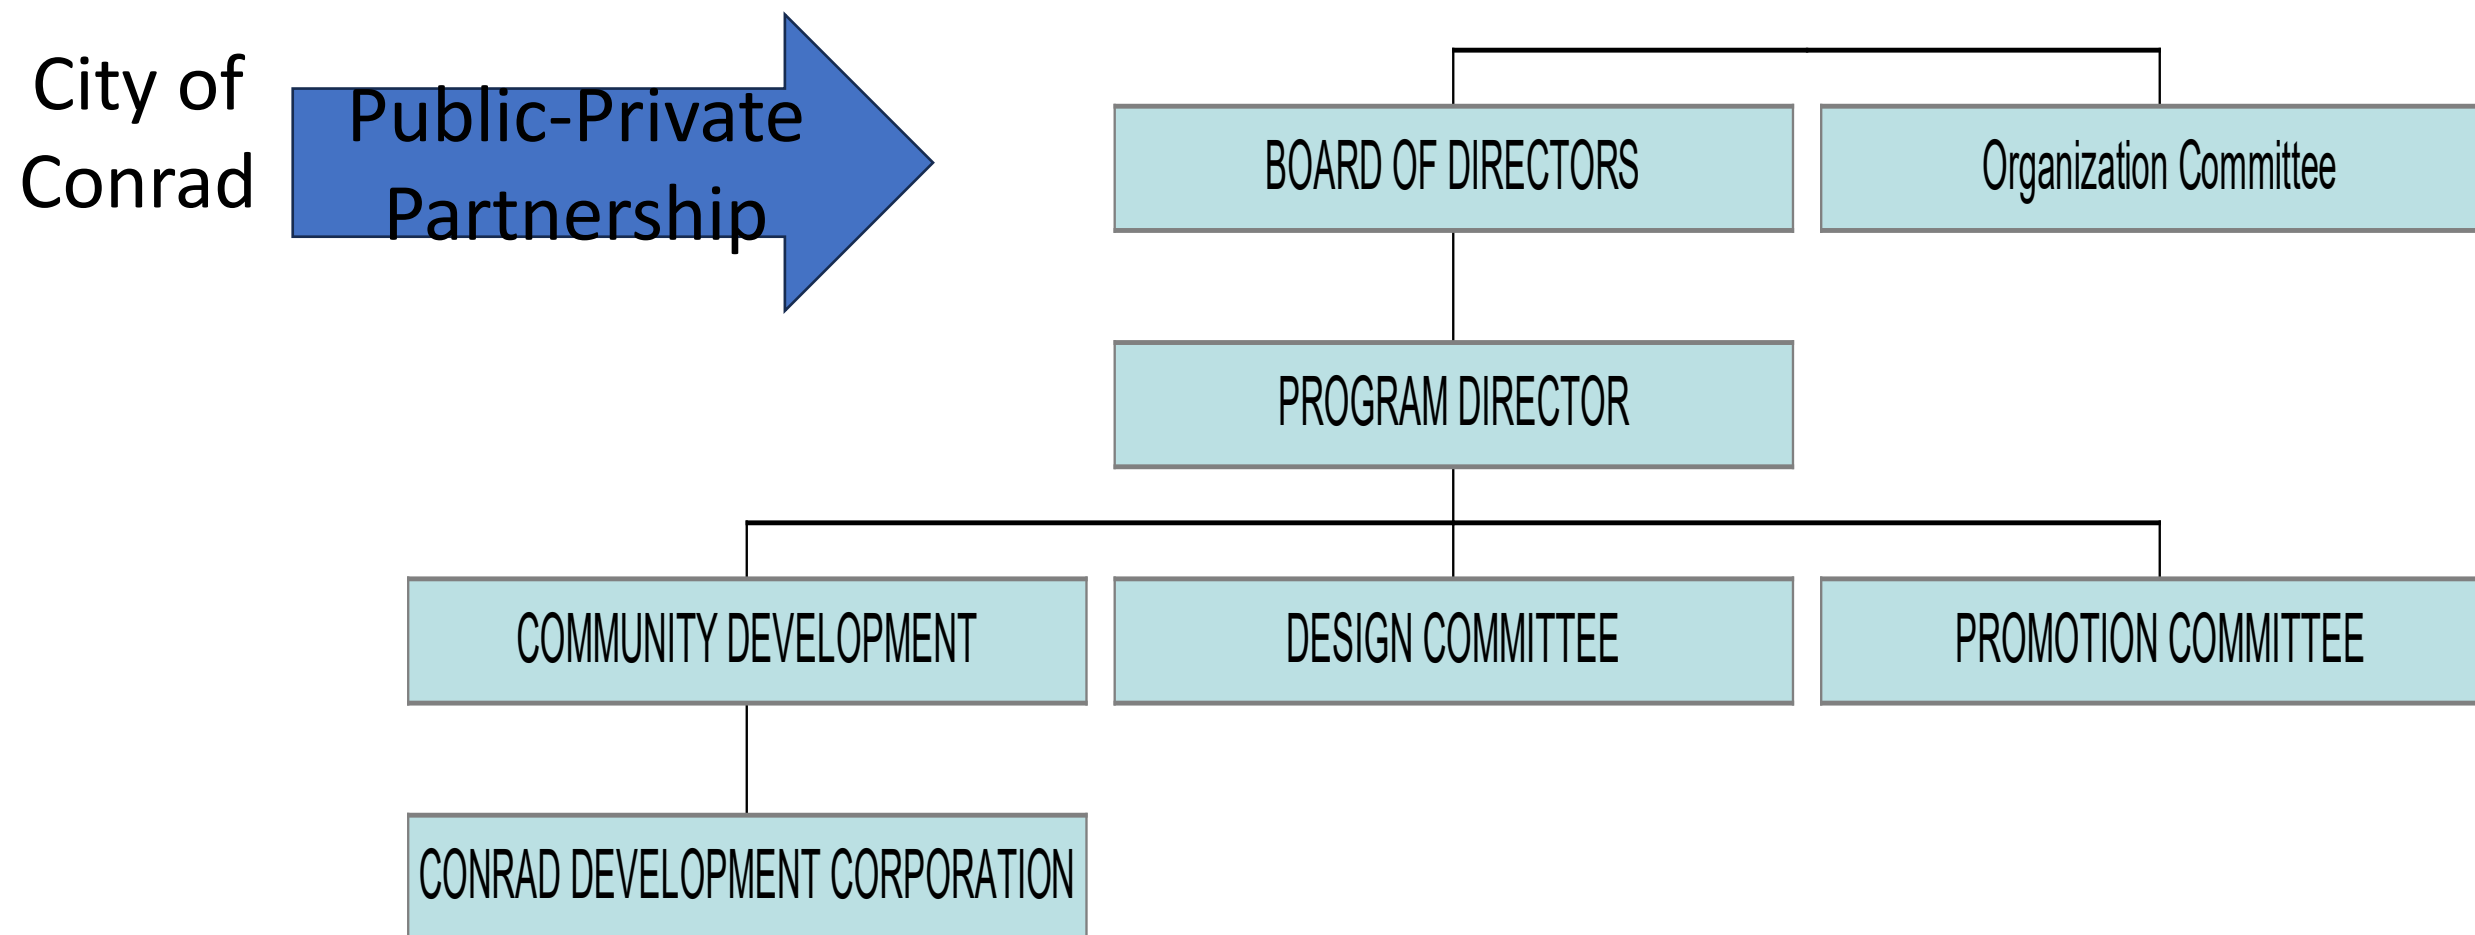 City of
Conrad
Public-Private
Partnership
BOARD OF DIRECTORS
Organization Committee
PROGRAM DIRECTOR
COMMUNITY DEVELOPMENT
DESIGN COMMITTEE
PROMOTION COMMITTEE
CONRAD DEVELOPMENT CORPORATION